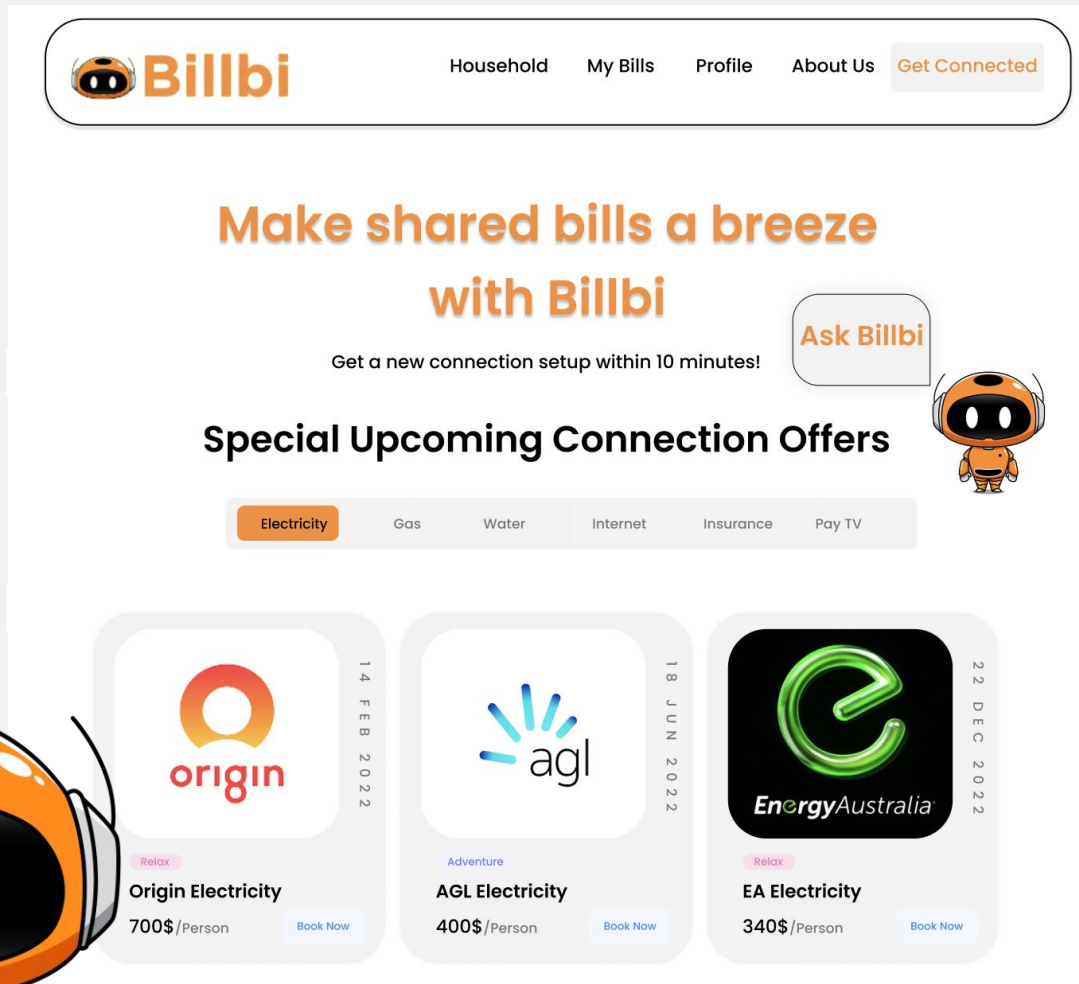 Billbi
Household My Bills Profile About Us Get Connected
Make shared bills a breeze
with Billbi
Ask Billbi
Get a new connection setup within 10 minutes!
Special Upcoming Connection Offers
Electricity Gas Water Internet Insurance Pay TV
origin
14 FEB 2022
agl
18 JUN 2022
EnergyAustralia
22 DEC 2022
Relax
Origin Electricity
700$/Person Book Now
Adventure
AGL Electricity
400$/Person Book Now
Relax
EA Electricity
340$/Person Book Now